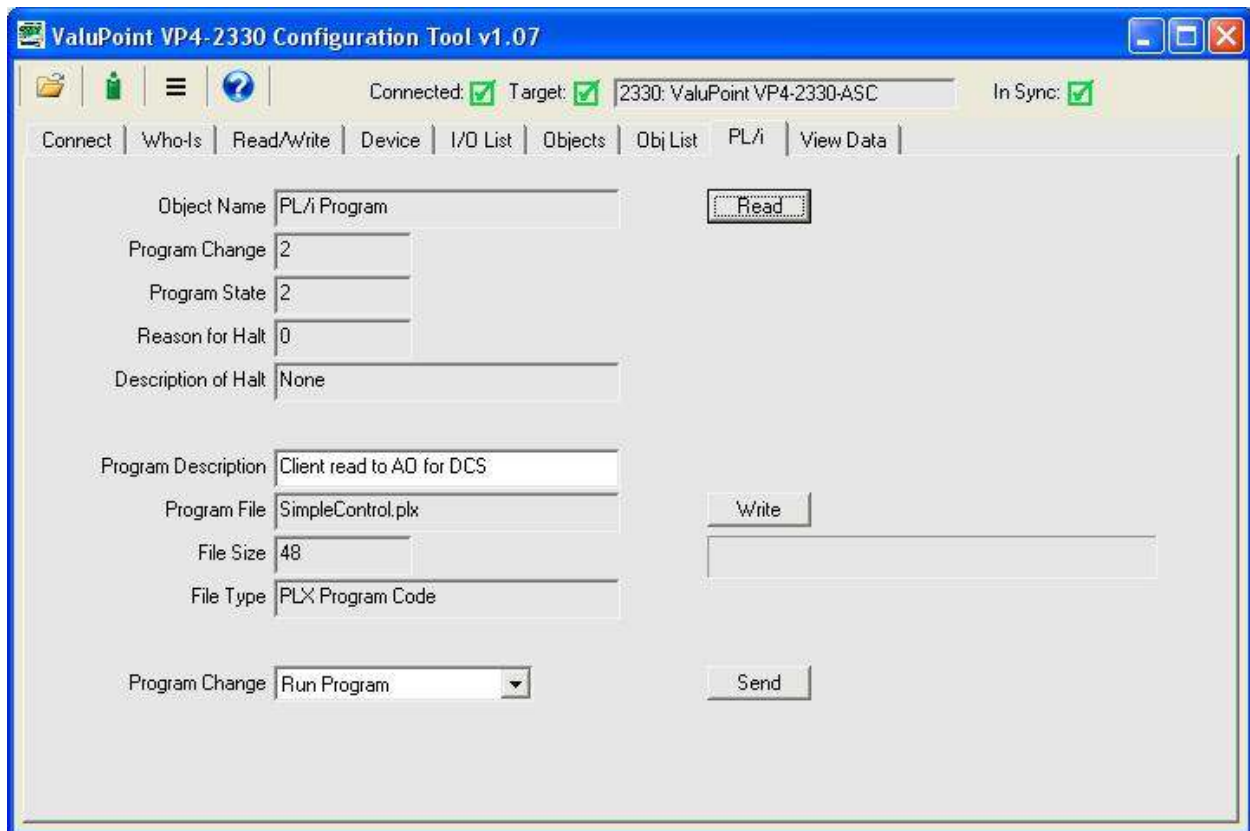 ValuPoint VP4-2330 Configuration Tool v1.07
Connected: Target: 2330: ValuPoint VP4-2330-ASC In Sync:
Connect Who-Is Read/Write Device I/O List Objects Obj List PL/i View Data
Object Name PL/i Program Read
Program Change 2
Program State 2
Reason for Halt 0
Description of Halt None
Program Description Client read to AO for DCS
Program File SimpleControl.plx Write
File Size 48
File Type PLX Program Code
Program Change Run Program Send